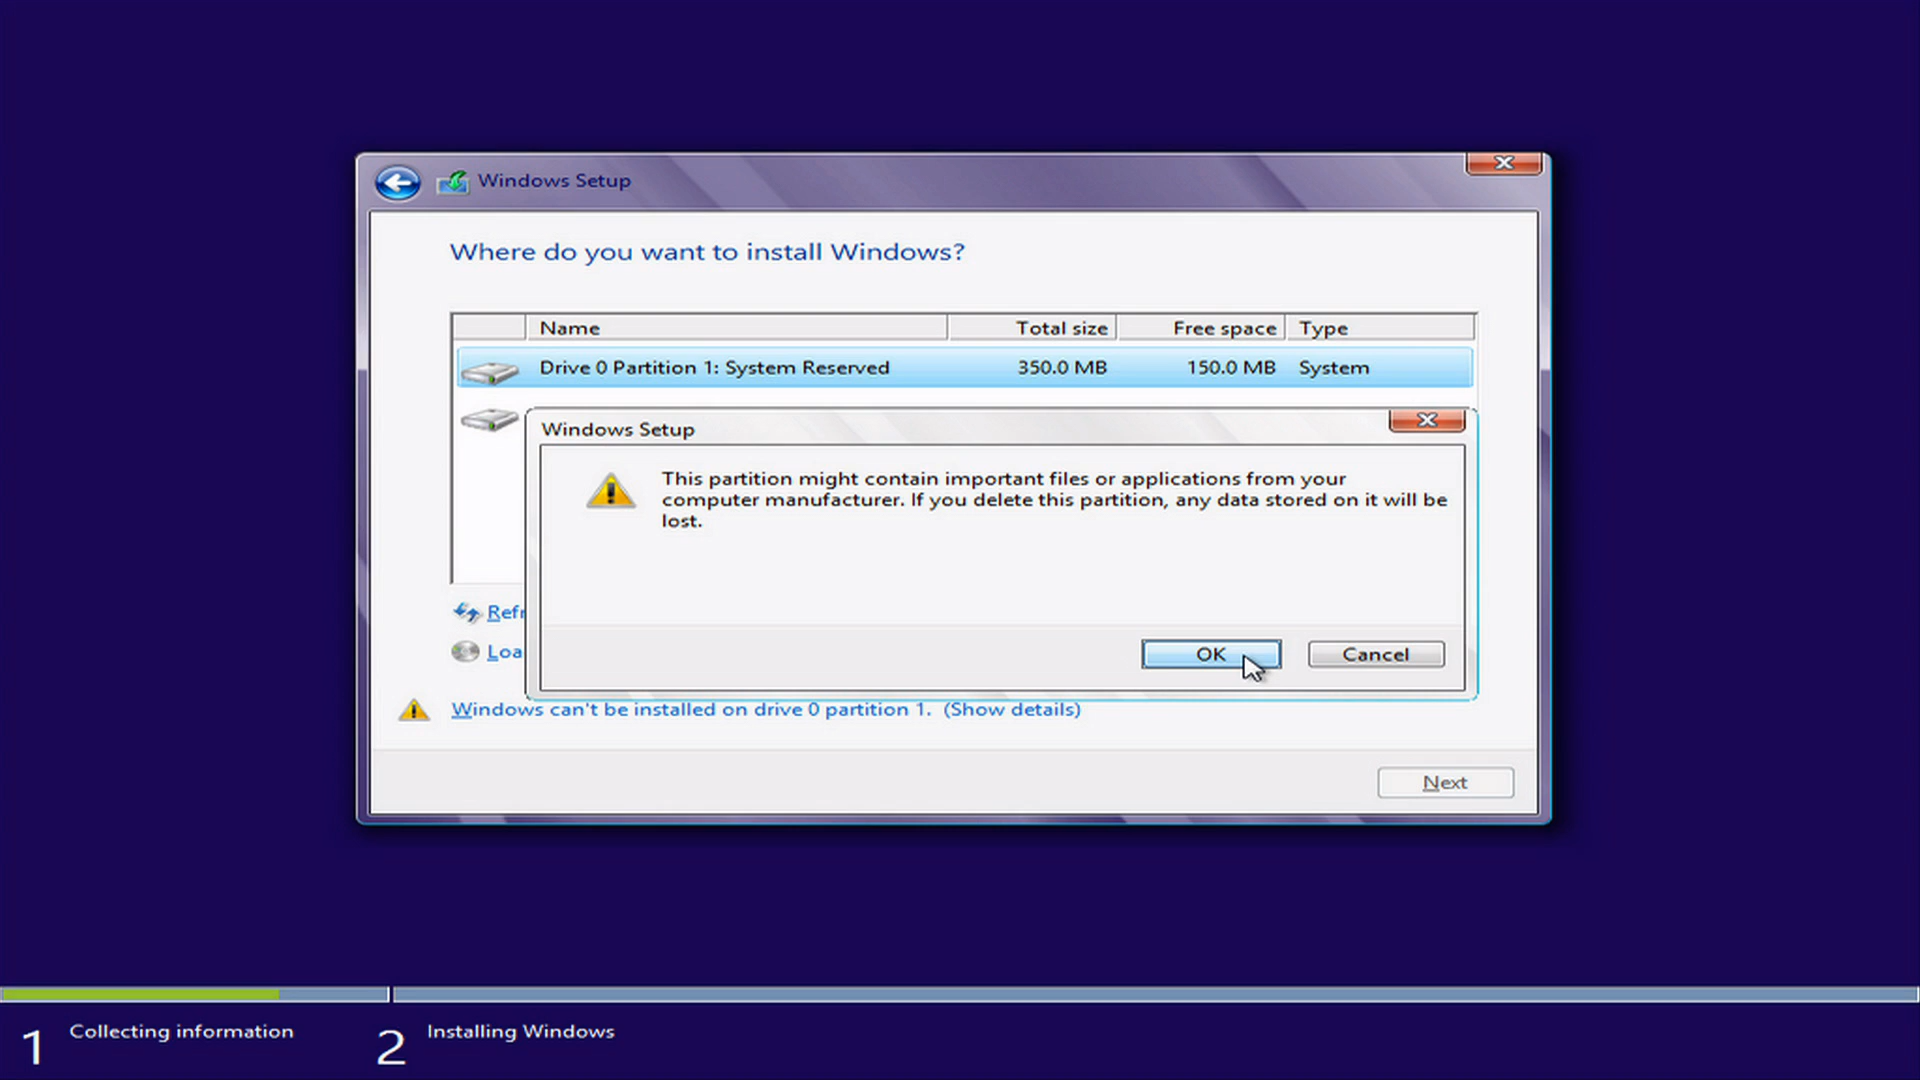 Windows Setup
Where do you want to install Windows?
Name Total size Free space Type
Drive 0 Partition 1: System Reserved 350.0 MB 150.0 MB System
Windows Setup
This partition might contain important files or applications from your
computer manufacturer. If you delete this partition, any data stored on it will be
lost.
Refr
Loa
OK Cancel
Windows can't be installed on drive 0 partition 1. (Show details)
Next
1 Collecting information 2 Installing Windows